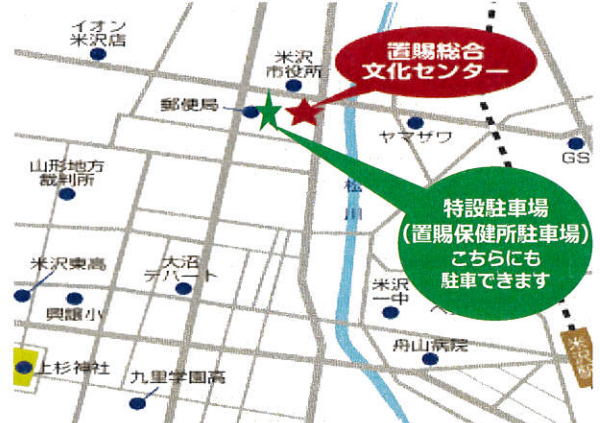 イオン
米沢店
米沢
市役所
置賜総合
文化センター
郵便局
ヤマザワ
GS
山形地方
裁判所
松川
特設駐車場
(置賜保健所駐車場)
こちらにも
駐車できます
米沢東高
大沼
デパート
興譲小
米沢
一中
舟山病院
米沢駅
上杉神社
九里学園高